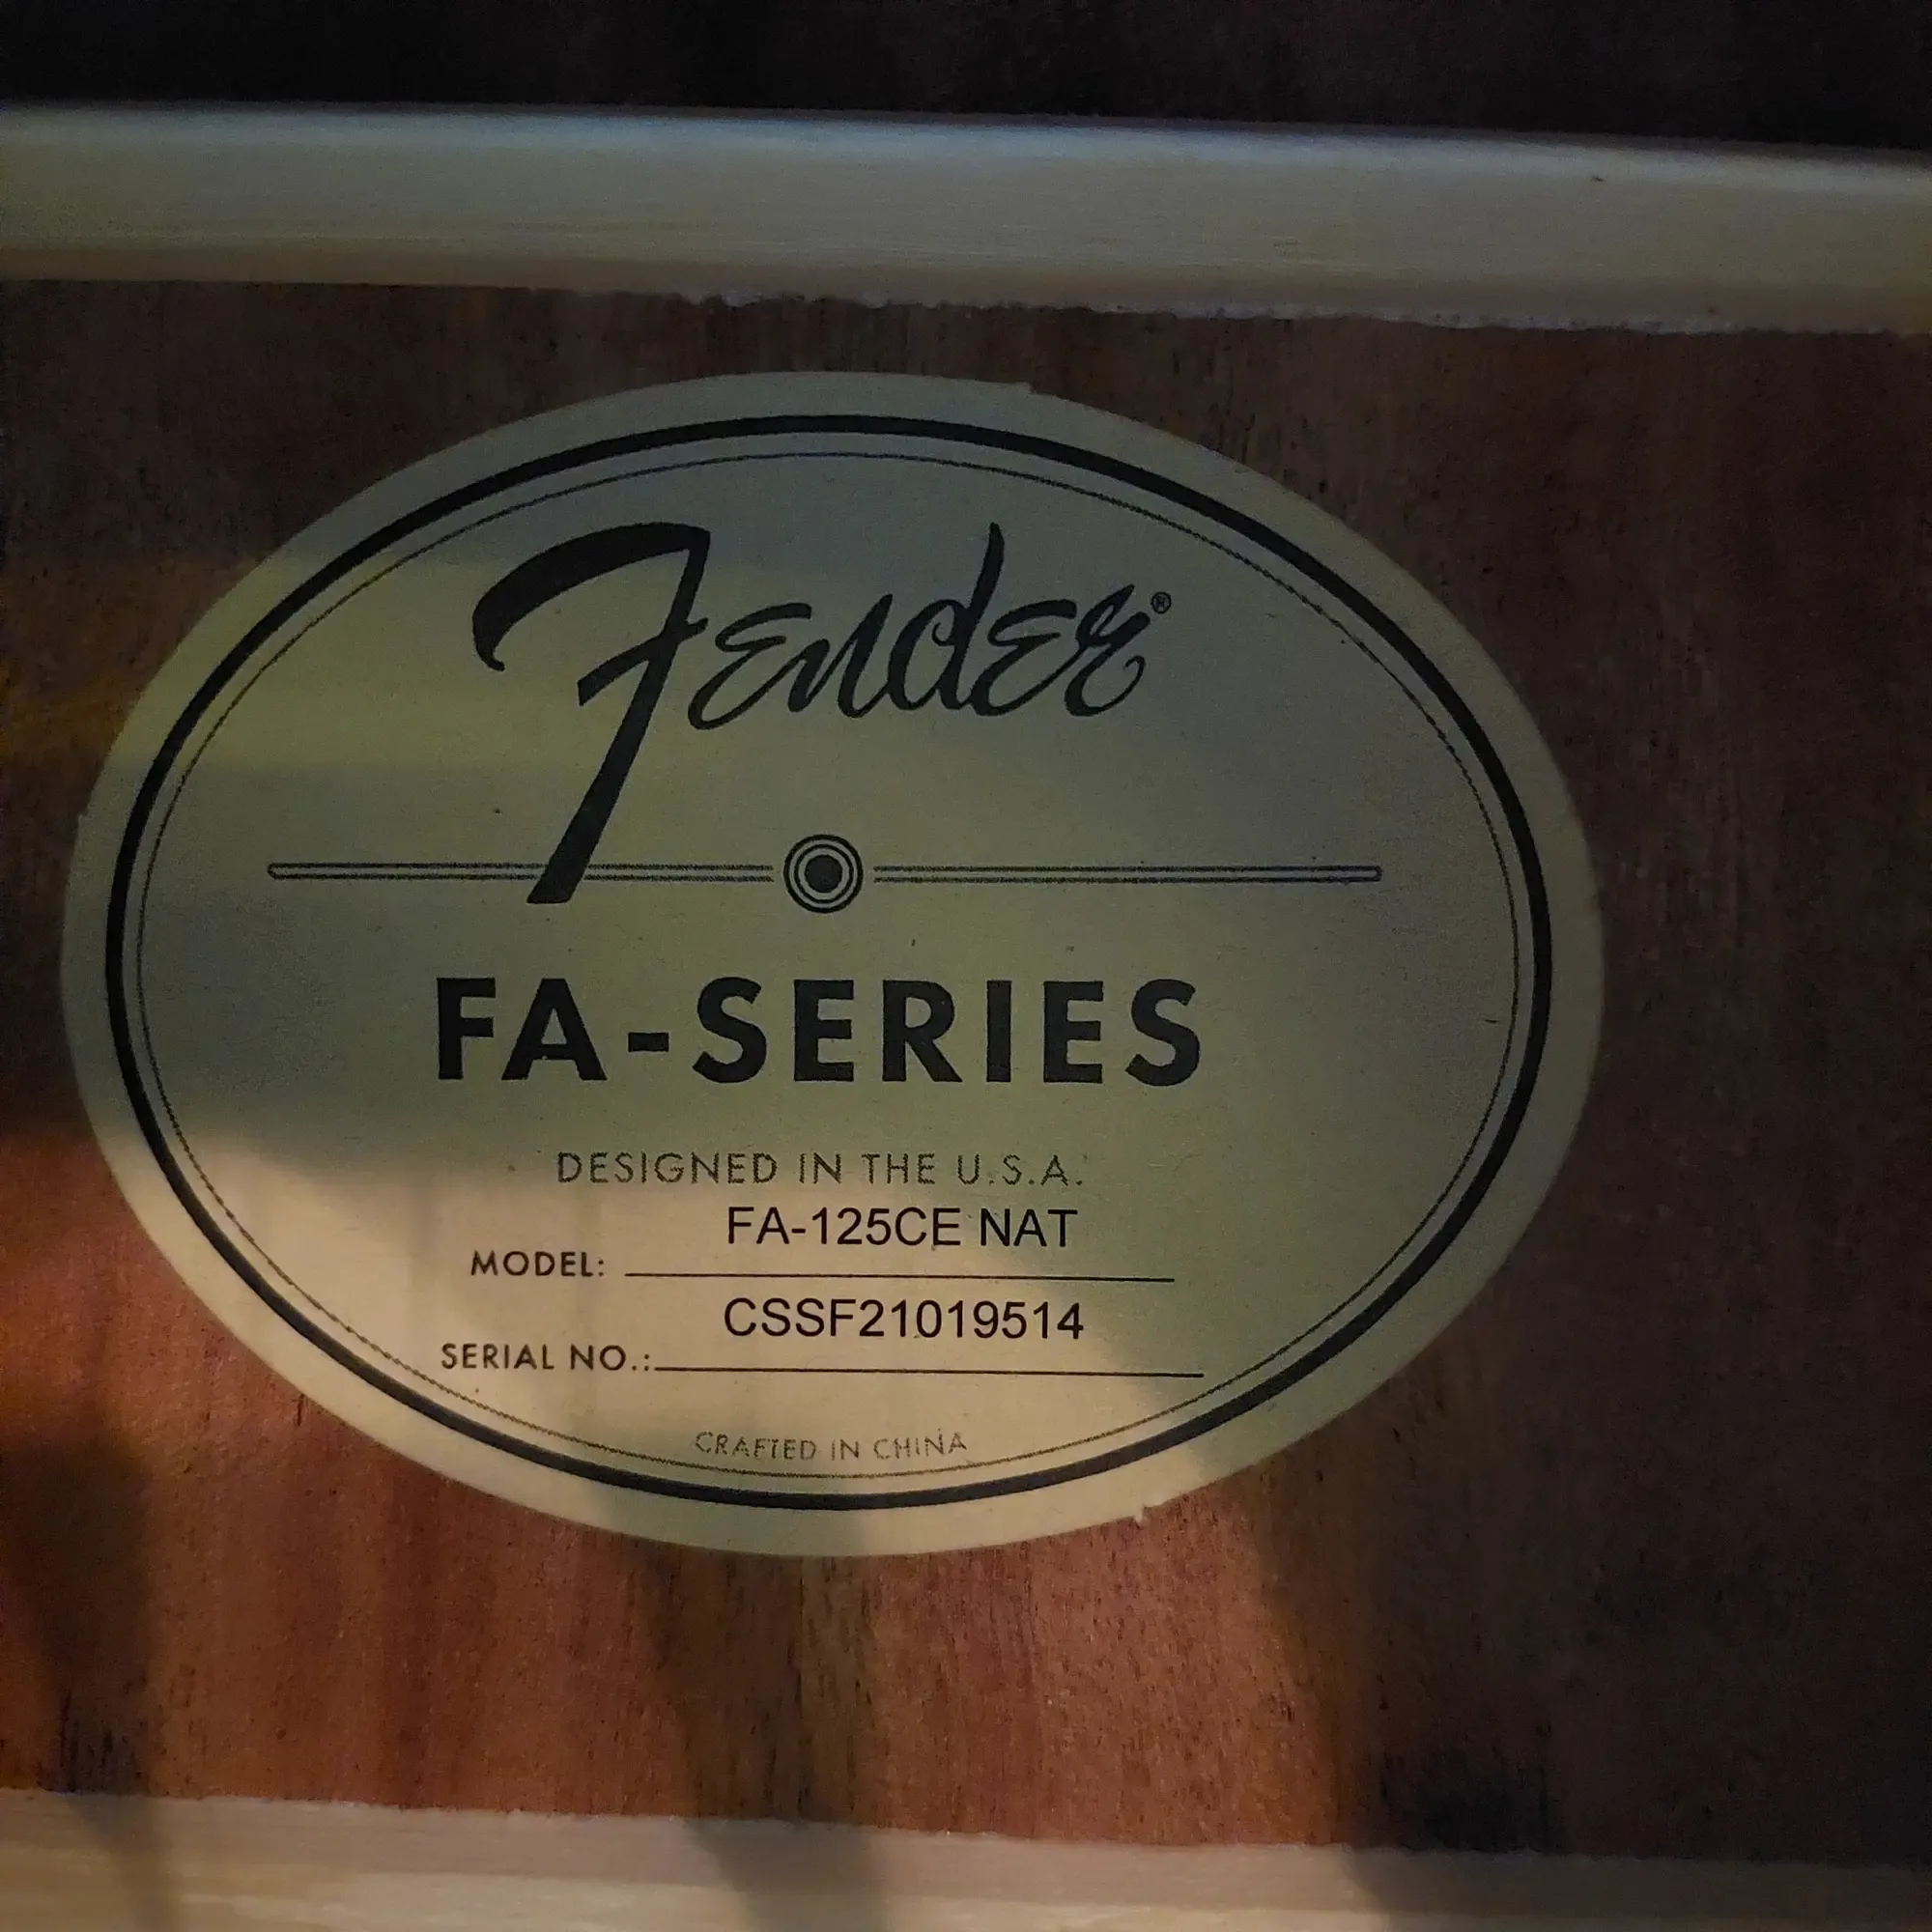 Fender®
FA-SERIES
DESIGNED IN THE U.S.A.
FA-125CE NAT
MODEL:
CSSF21019514
SERIAL NO.:
CRAFTED IN CHINA